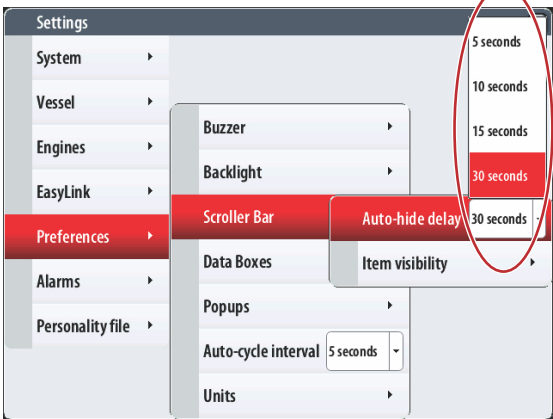 Settings
System
Vessel
Engines
EasyLink
Preferences
Alarms
Personality file
Buzzer
Backlight
Scroller Bar
Data Boxes
Popups
Auto-cycle interval 5 seconds
Units
Auto-hide delay 30 seconds
Item visibility
5 seconds
10 seconds
15 seconds
30 seconds